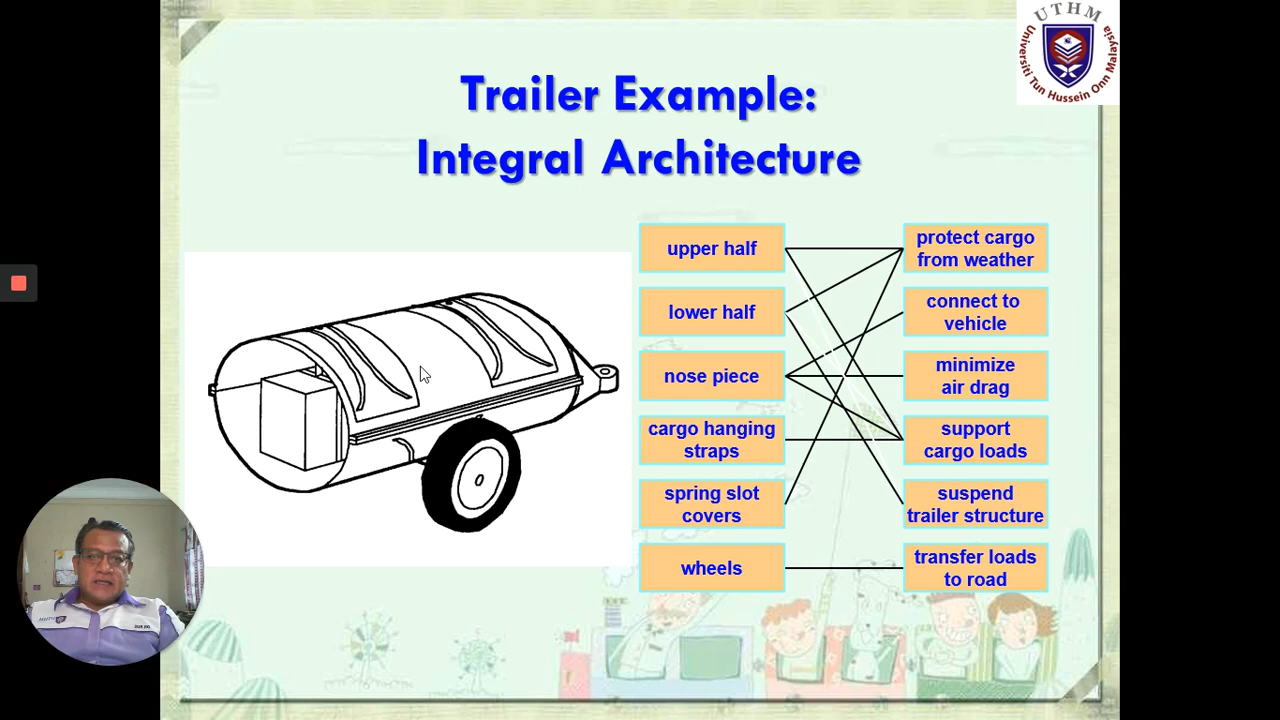 UTHM
Universiti Tun Hussein Onn Malaysia
Trailer Example:
Integral Architecture
upper half
lower half
nose piece
cargo hanging
straps
spring slot
covers
wheels
protect cargo
from weather
connect to
vehicle
minimize
air drag
support
cargo loads
suspend
trailer structure
transfer loads
to road